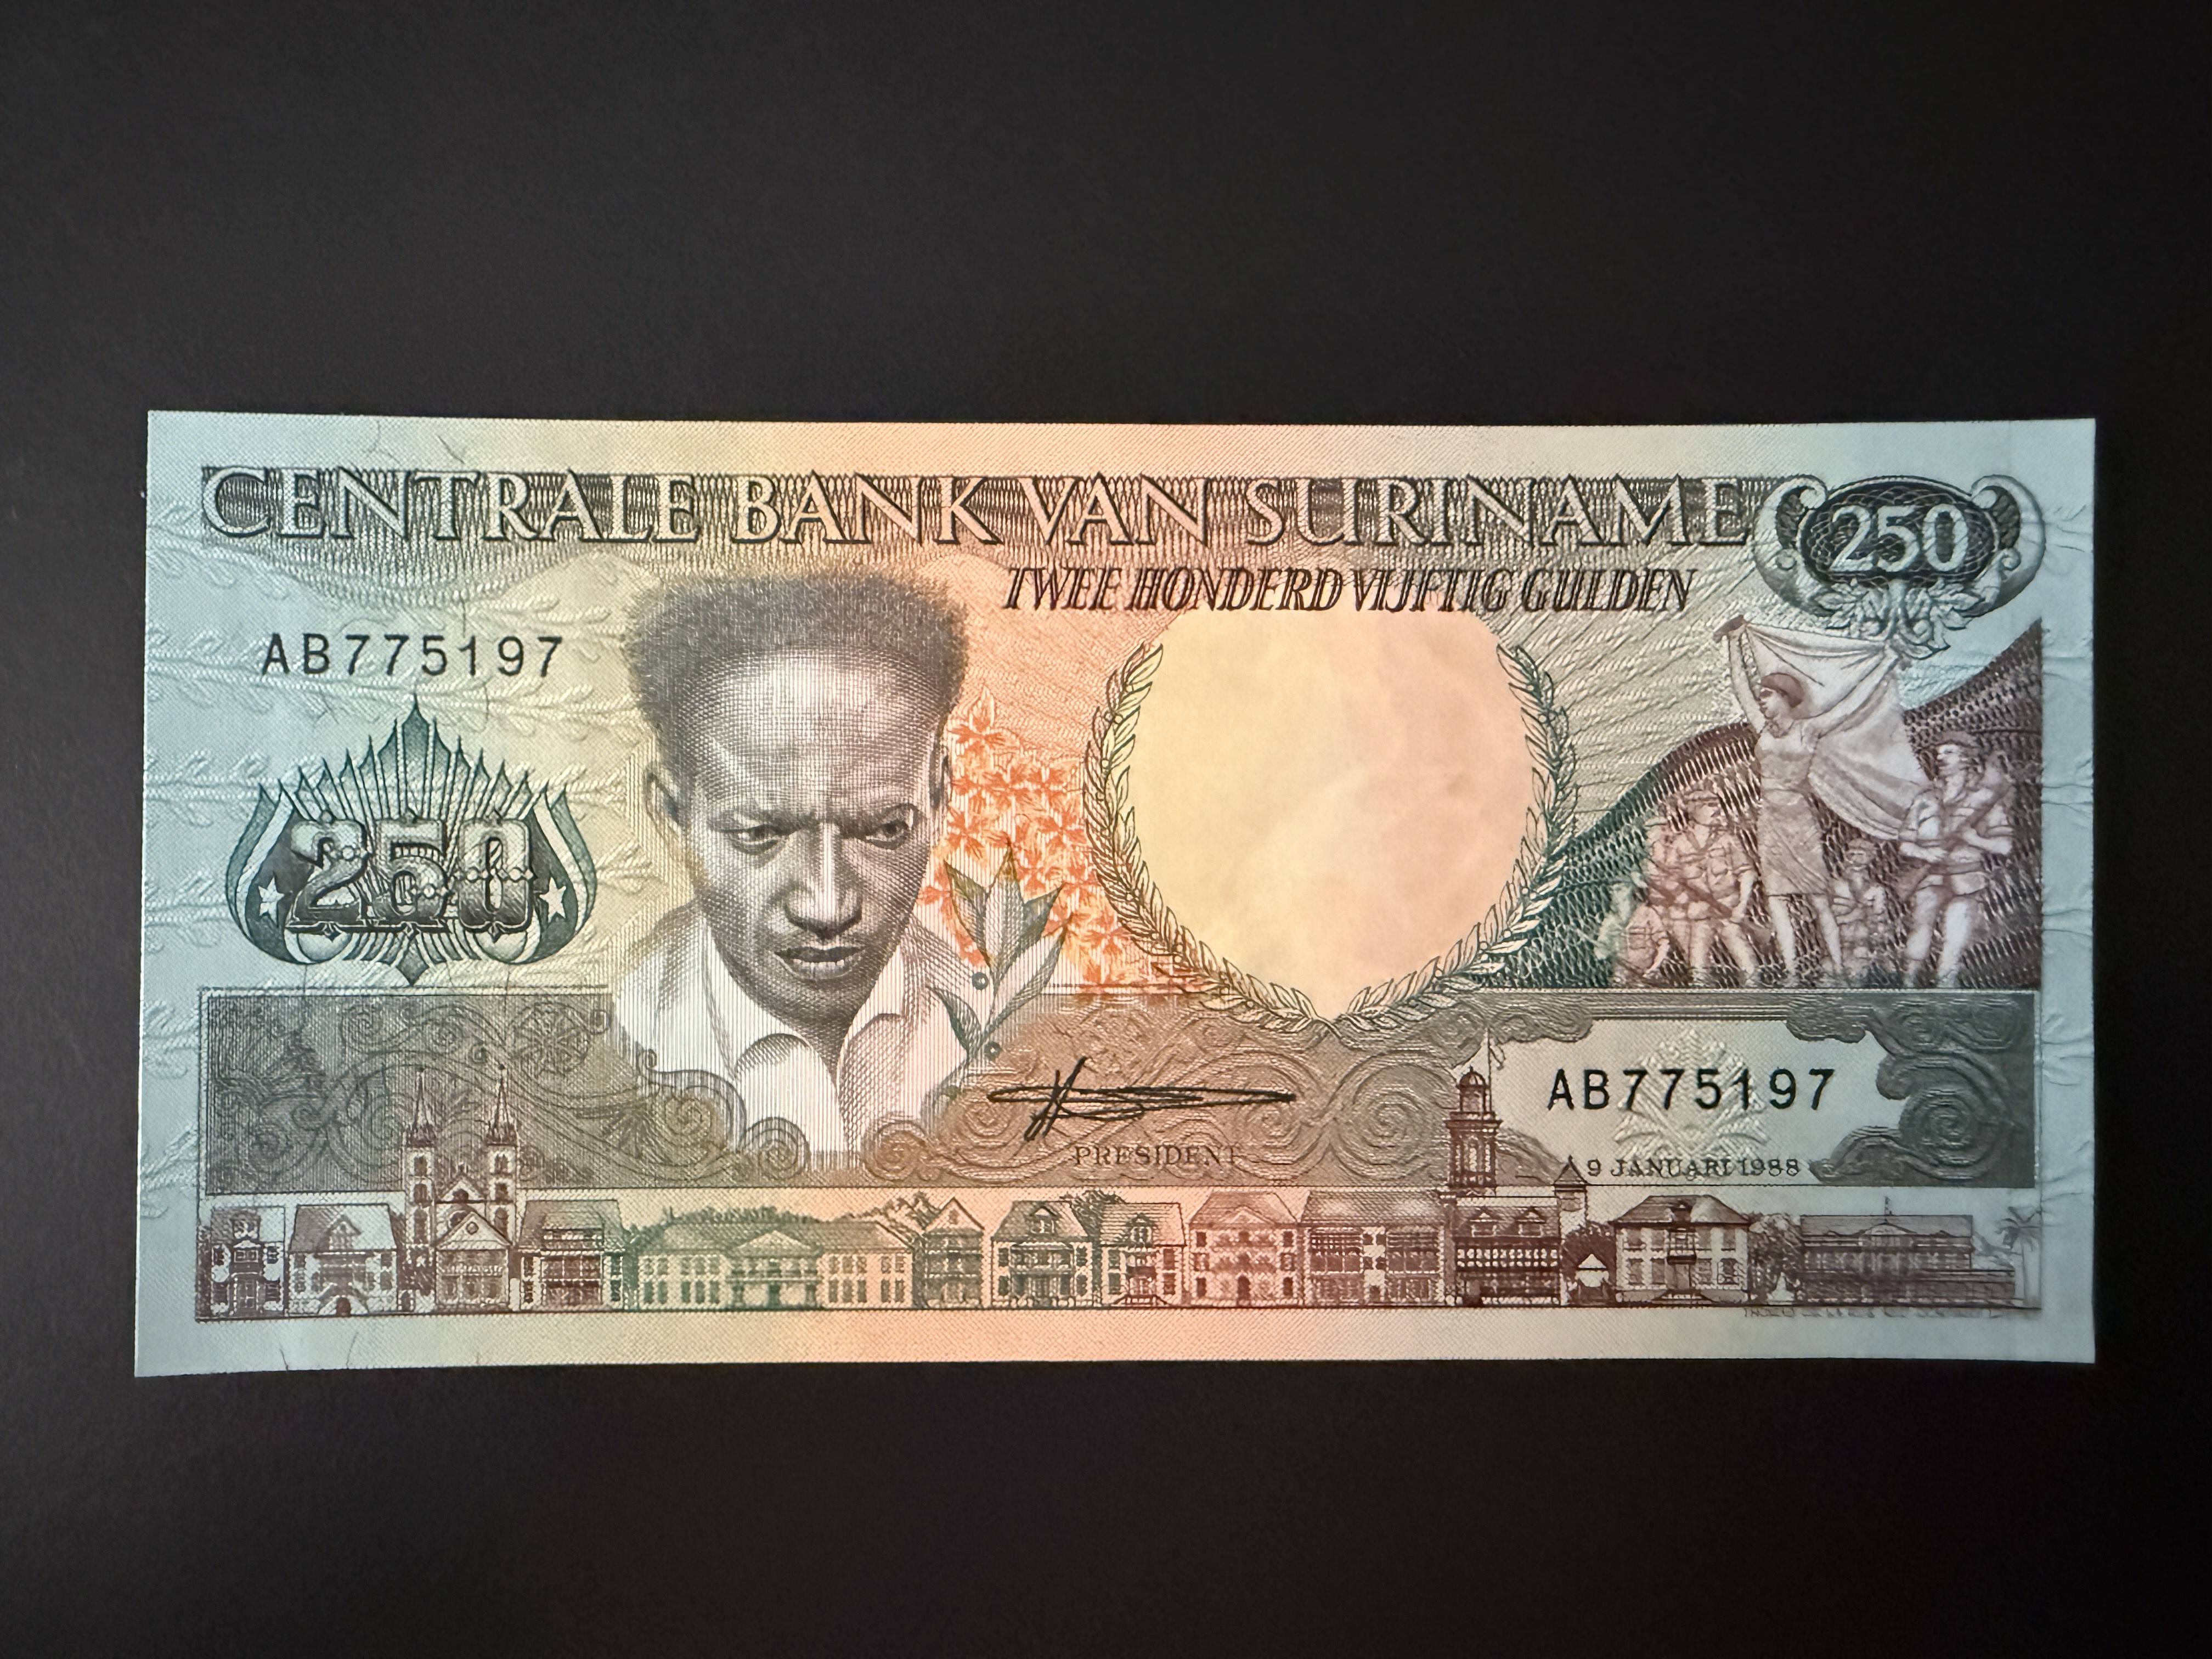 CENTRALE BANK VAN SURINAME
250
TWEE HONDERD VIJFTIG GULDEN
AB775197
250
AB775197
PRESIDENT
9 JANUARI 1988